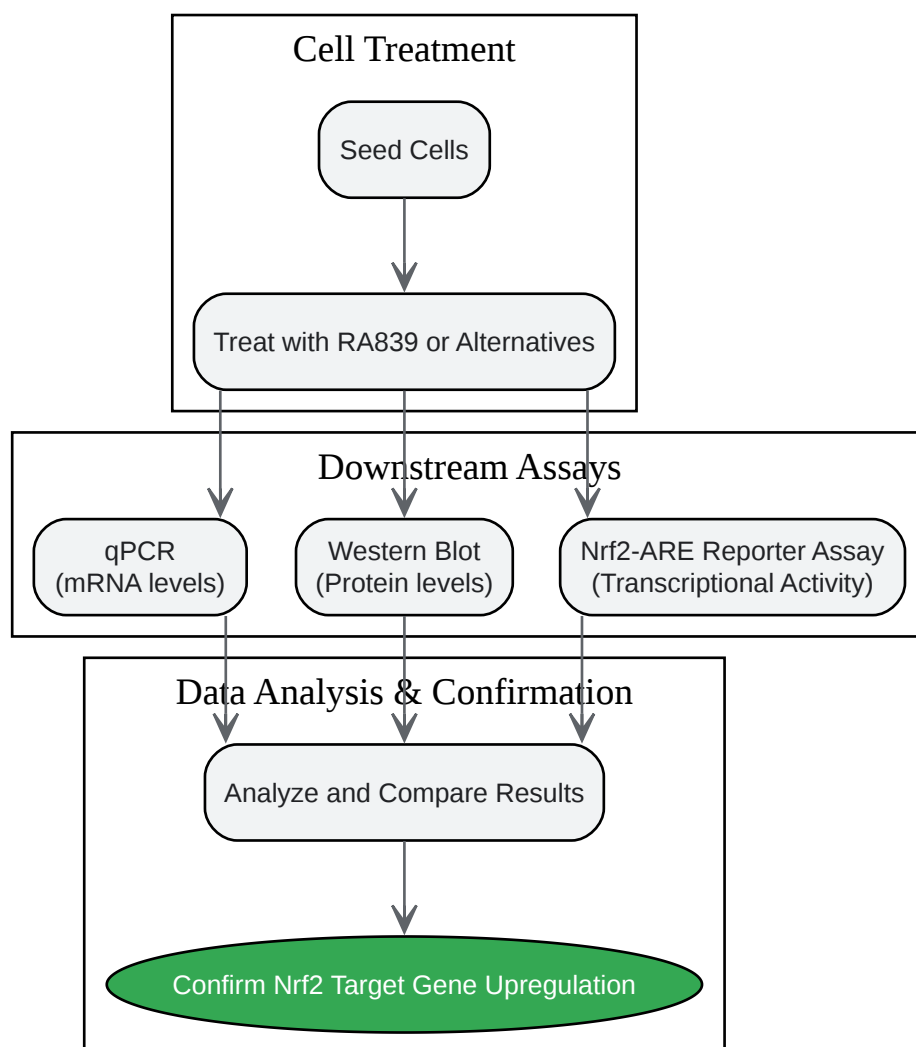 Cell Treatment
Seed Cells
Treat with RA839 or Alternatives
Downstream Assays
qPCR
(mRNA levels)
Western Blot
(Protein levels)
Nrf2-ARE Reporter Assay
(Transcriptional Activity)
Data Analysis & Confirmation
Analyze and Compare Results
Confirm Nrf2 Target Gene Upregulation